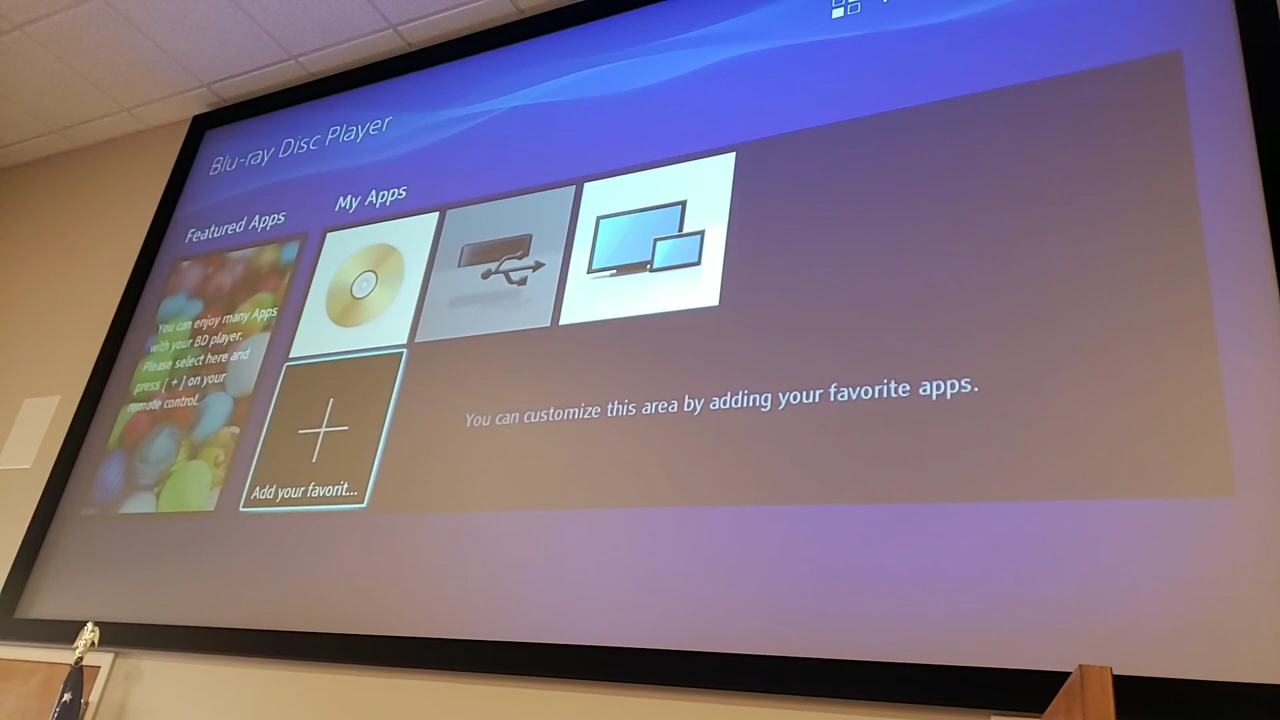 Blu-ray Disc Player
Featured Apps
My Apps
You can enjoy many Apps
with your BD player.
Please select here and
press [ + ] on your
remote control.
Add your favorit...
You can customize this area by adding your favorite apps.